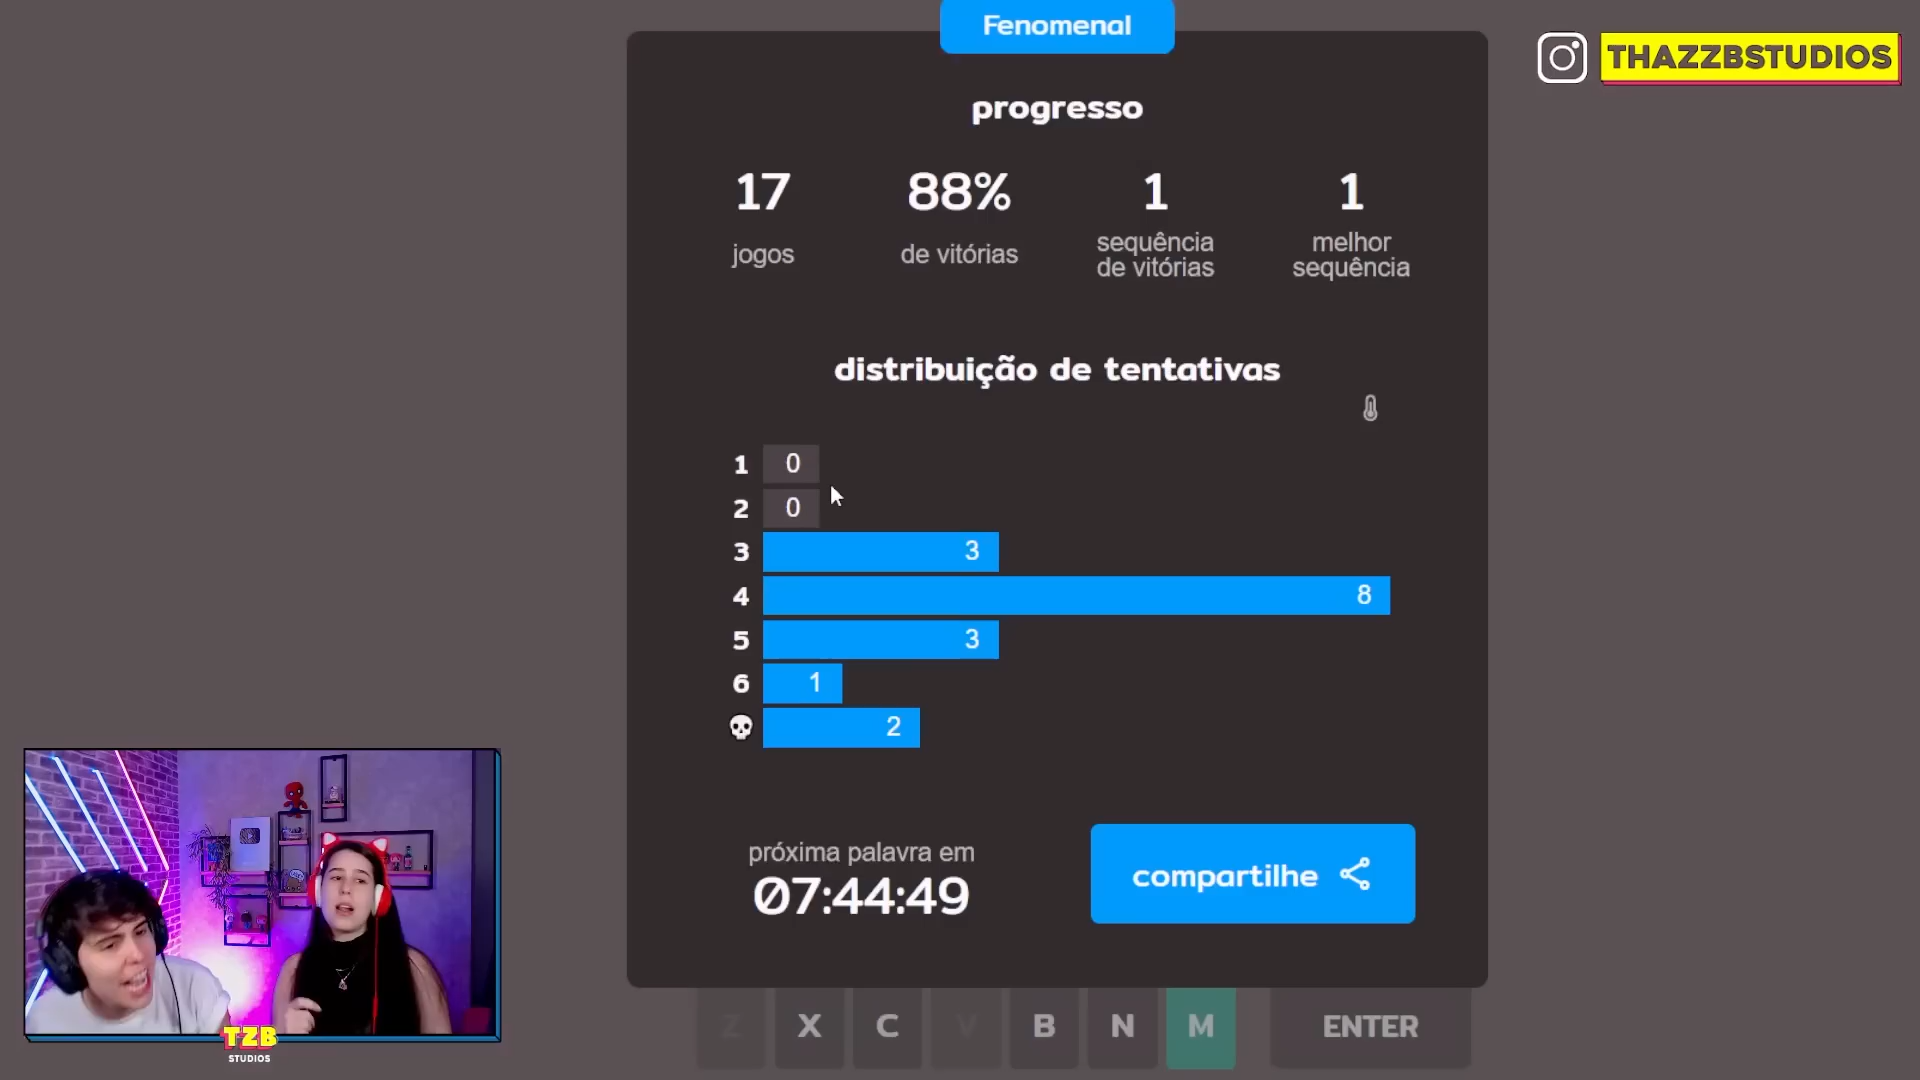 Fenomenal
THAZZBSTUDIOS
progresso
17 88% 1 1
jogos de vitórias sequência de vitórias melhor sequência
distribuição de tentativas
1 0
2 0
3 3
4 8
5 3
6 1
2
próxima palavra em
07:44:49
compartilhe
Z X C V B N M ENTER
TZB
STUDIOS